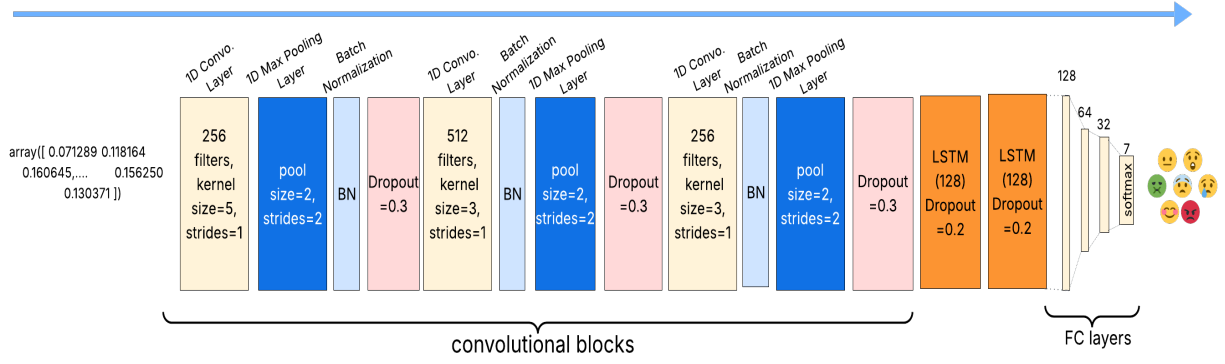 1D Convo.
Layer
1D Max Pooling
Layer
Batch
Normalization
1D Convo.
Layer
Batch
Normalization
1D Max Pooling
Layer
1D Convo.
Layer
Batch
Normalization
1D Max Pooling
Layer
array([ 0.071289 0.118164
0.160645,.... 0.156250
0.130371 ])
256
filters,
kernel
size=5,
strides=1
pool
size=2,
strides=2
BN
Dropout
=0.3
512
filters,
kernel
size=3,
strides=1
BN
pool
size=2,
strides=2
Dropout
=0.3
256
filters,
kernel
size=3,
strides=1
BN
pool
size=2,
strides=2
Dropout
=0.3
LSTM
(128)
Dropout
=0.2
LSTM
(128)
Dropout
=0.2
128
64
32
7
softmax
convolutional blocks
FC layers